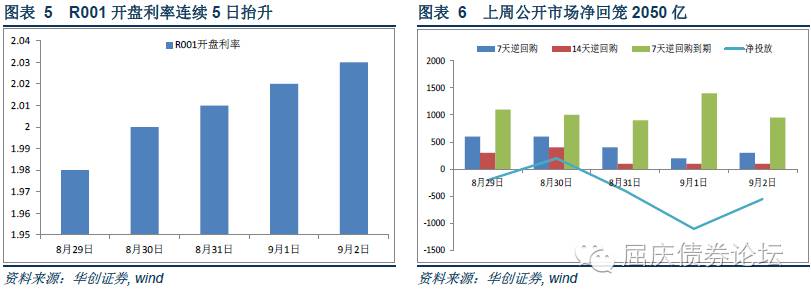 图表 5 R001 开盘利率连续 5 日抬升
R001开盘利率
2.04
2.03
2.02
2.01
2
1.99
1.98
1.97
1.96
1.95
8月29日 8月30日 8月31日 9月1日 9月2日
资料来源：华创证券, wind
图表 6 上周公开市场净回笼 2050 亿
7天逆回购 14天逆回购 7天逆回购到期 净投放
2000
1500
1000
500
0
-500
-1000
-1500
8月29日 8月30日 8月31日 9月1日 9月2日
屈庆债券论坛
资料来源：华创证券, wind